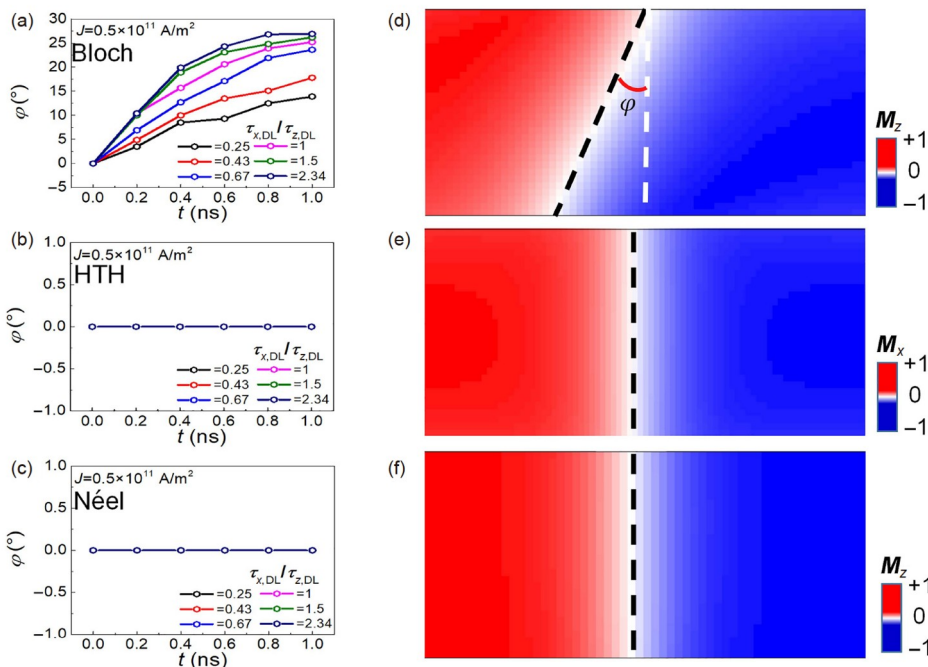 (a)
J=0.5×10¹¹ A/m²
Bloch
φ(°)
30
25
20
15
10
5
0
−5
τx,DL/τz,DL
=0.25 =1
=0.43 =1.5
=0.67 =2.34
0.0 0.2 0.4 0.6 0.8 1.0
t (ns)
(b)
J=0.5×10¹¹ A/m²
HTH
φ(°)
1.0
0.5
0.0
−0.5
−1.0
τx,DL/τz,DL
=0.25 =1
=0.43 =1.5
=0.67 =2.34
0.0 0.2 0.4 0.6 0.8 1.0
t (ns)
(c)
J=0.5×10¹¹ A/m²
Néel
φ(°)
1.0
0.5
0.0
−0.5
−1.0
τx,DL/τz,DL
=0.25 =1
=0.43 =1.5
=0.67 =2.34
0.0 0.2 0.4 0.6 0.8 1.0
t (ns)
(d)
φ
Mz
+1
0
−1
(e)
Mx
+1
0
−1
(f)
Mz
+1
0
−1